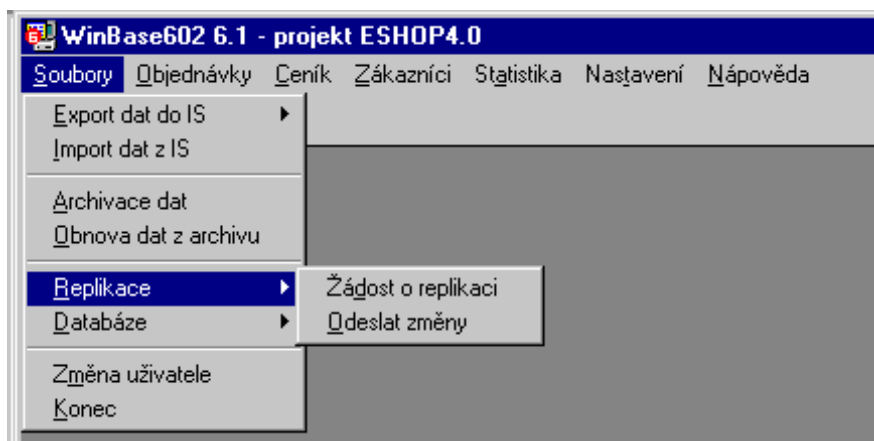 WinBase602 6.1 - projekt ESHOP4.0
Soubory Objednávky Ceník Zákazníci Statistika Nastavení Nápověda
Export dat do IS
Import dat z IS
Archivace dat
Obnova dat z archivu
Replikace Žádost o replikaci
Databáze Odeslat změny
Změna uživatele
Konec